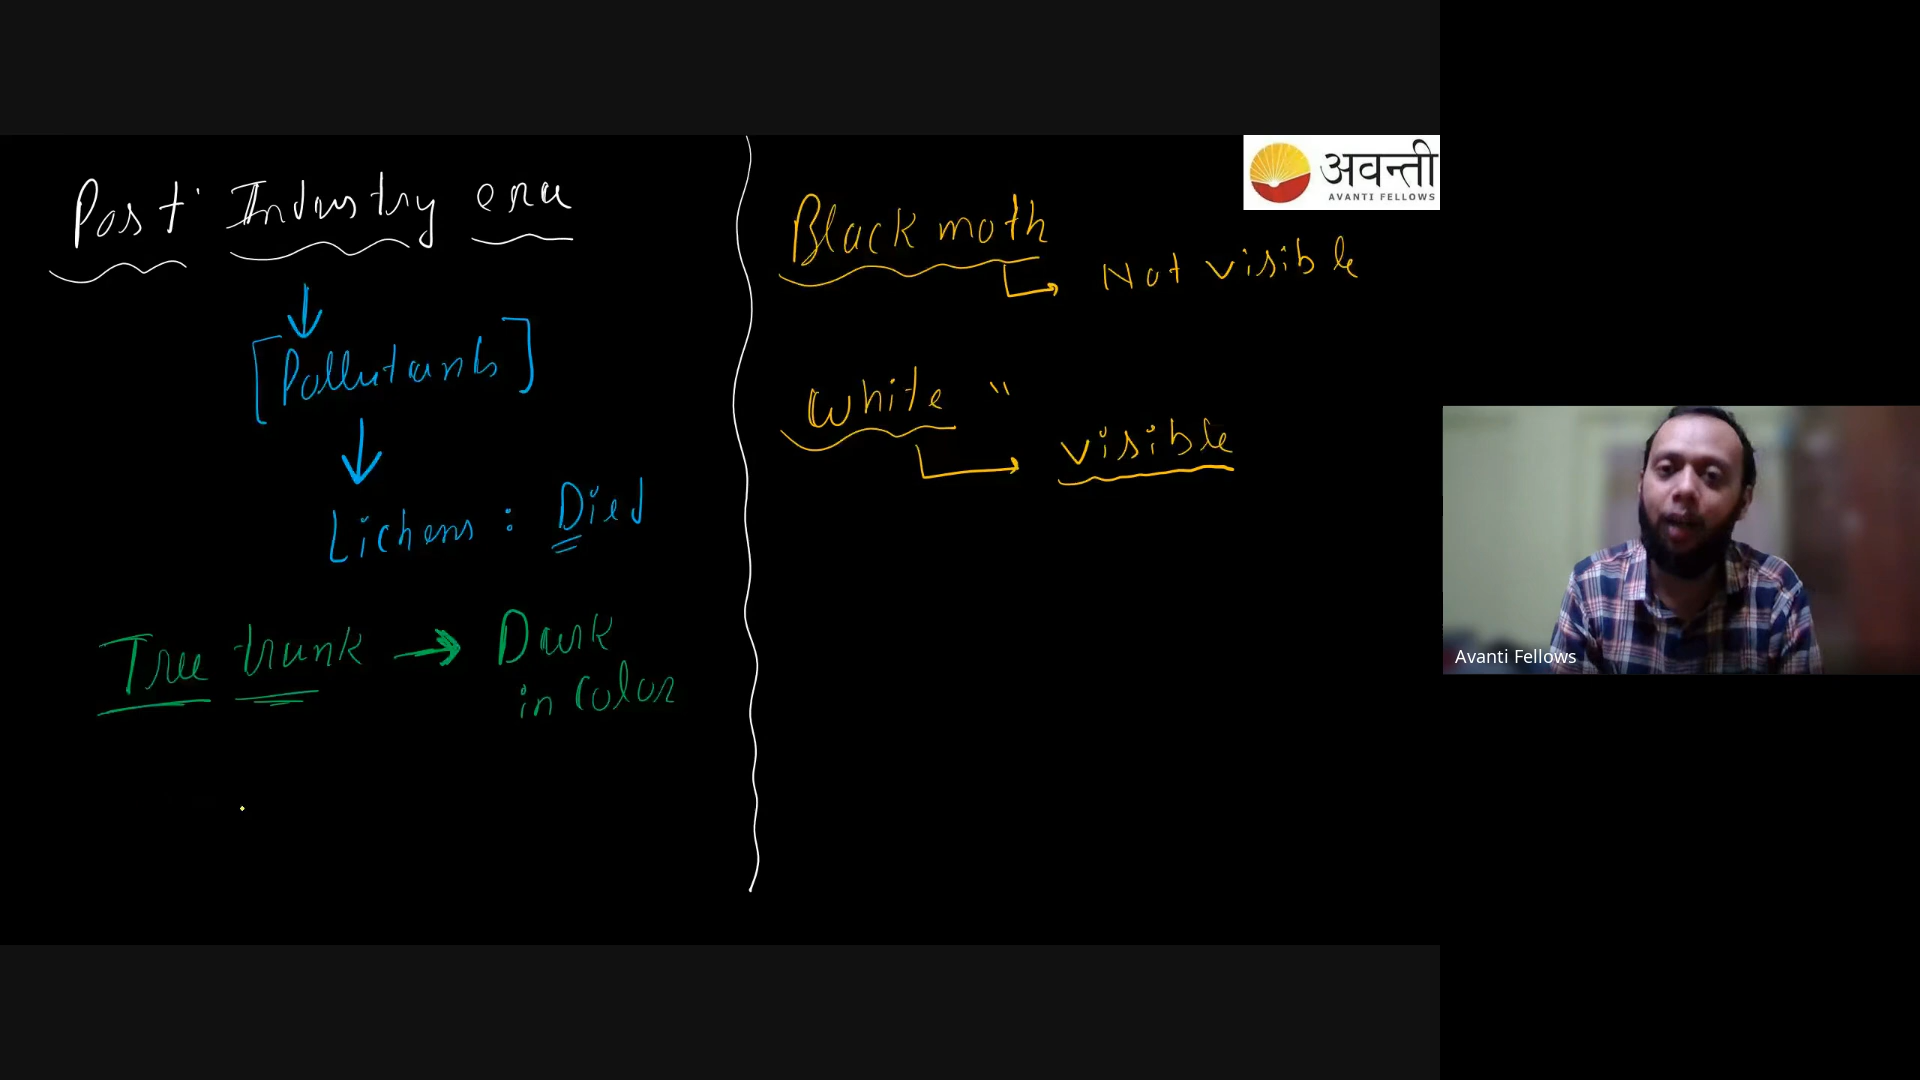 Post Industry era
[Pollutants]
Lichens : Died
Tree trunk → Dark
in color
Black moth
Not visible
White "
visible
अवन्ती
AVANTI FELLOWS
Avanti Fellows